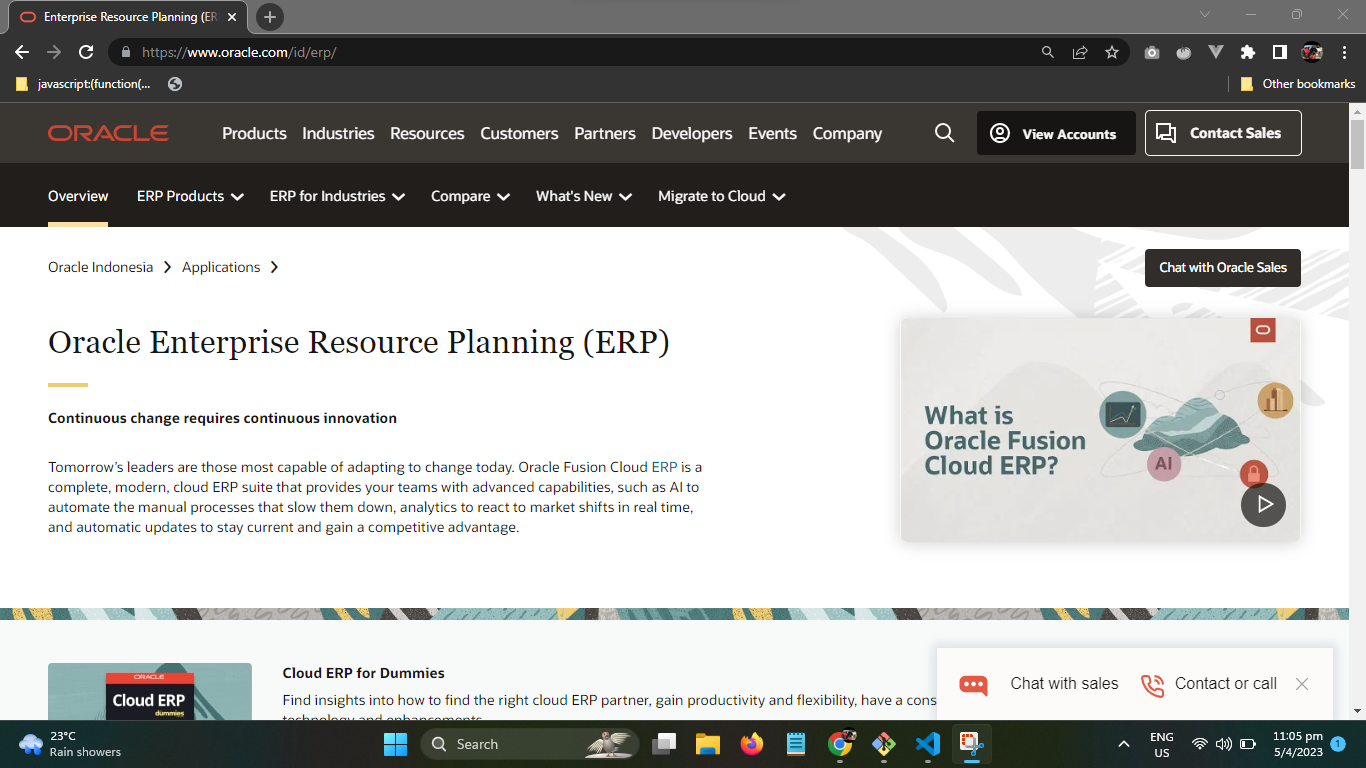 Enterprise Resource Planning (ER
https://www.oracle.com/id/erp/
javascript:(function(...
Other bookmarks
ORACLE
Products Industries Resources Customers Partners Developers Events Company
View Accounts
Contact Sales
Overview ERP Products ERP for Industries Compare What's New Migrate to Cloud
Oracle Indonesia Applications
Chat with Oracle Sales
Oracle Enterprise Resource Planning (ERP)
Continuous change requires continuous innovation
Tomorrow’s leaders are those most capable of adapting to change today. Oracle Fusion Cloud ERP is a
complete, modern, cloud ERP suite that provides your teams with advanced capabilities, such as AI to
automate the manual processes that slow them down, analytics to react to market shifts in real time,
and automatic updates to stay current and gain a competitive advantage.
What is
Oracle Fusion
Cloud ERP?
AI
ORACLE
Cloud ERP
dummies
Cloud ERP for Dummies
Find insights into how to find the right cloud ERP partner, gain productivity and flexibility, have a cons
technology and enhancements
Chat with sales
Contact or call
23°C
Rain showers
Search
ENG
US
11:05 pm
5/4/2023
1